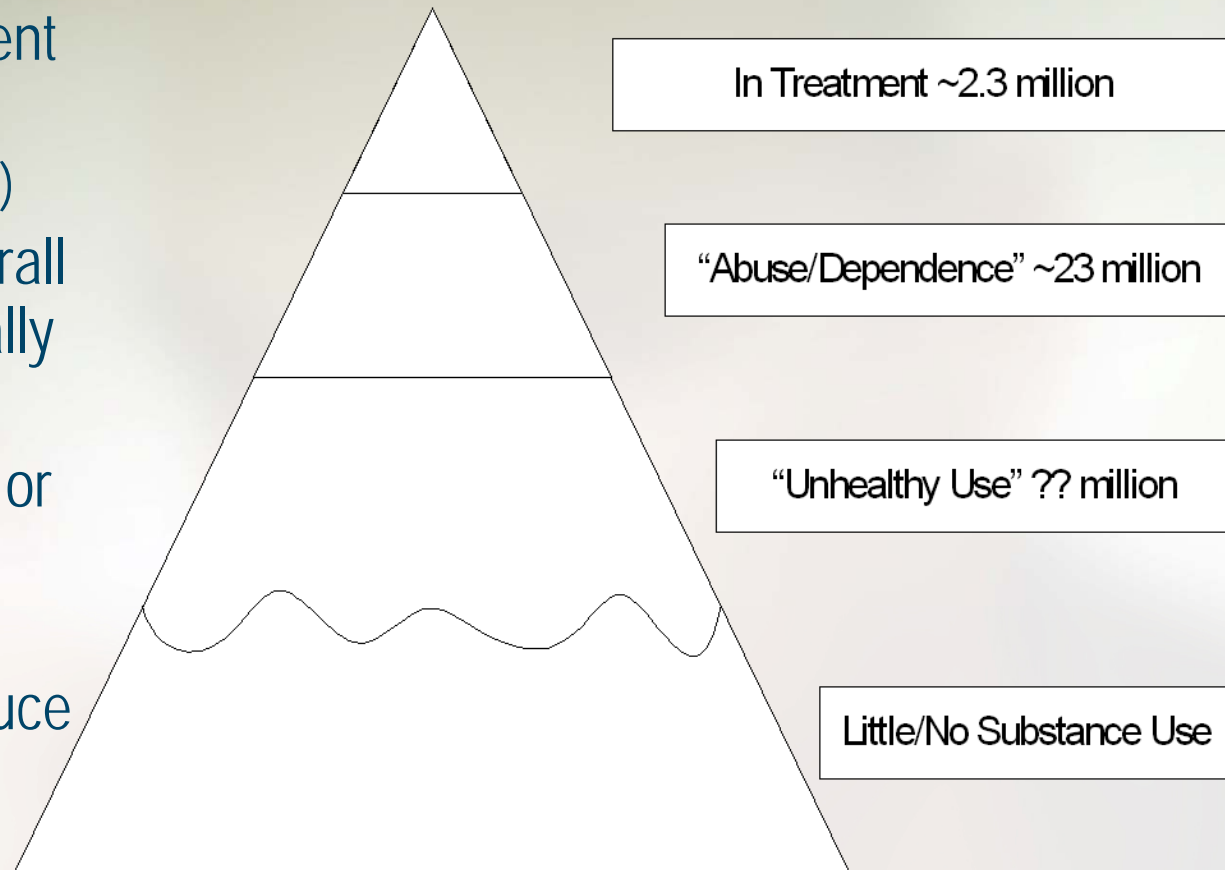 ent
)
rall
ally
or
uce
In Treatment ~2.3 million
“Abuse/Dependence” ~23 million
“Unhealthy Use” ?? million
Little/No Substance Use